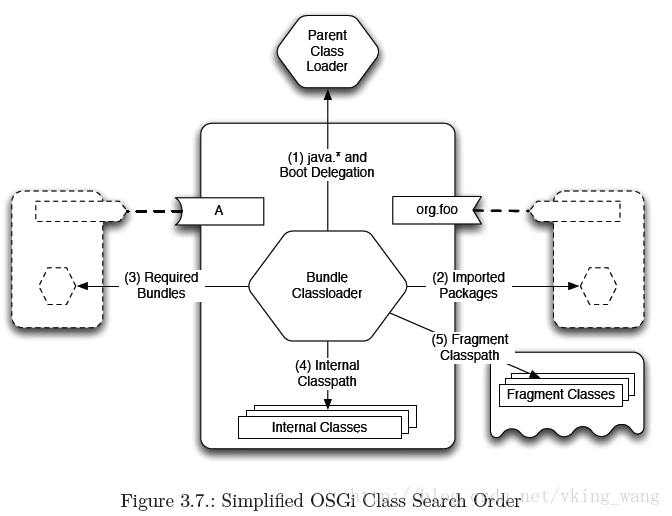 Parent
Class
Loader
(1) java.* and
Boot Delegation
A
org.foo
(3) Required
Bundles
Bundle
Classloader
(2) Imported
Packages
(5) Fragment
Classpath
(4) Internal
Classpath
Fragment Classes
Internal Classes
Figure 3.7.: Simplified OSGi Class Search Order
http://blog.csdn.net/vking_wang